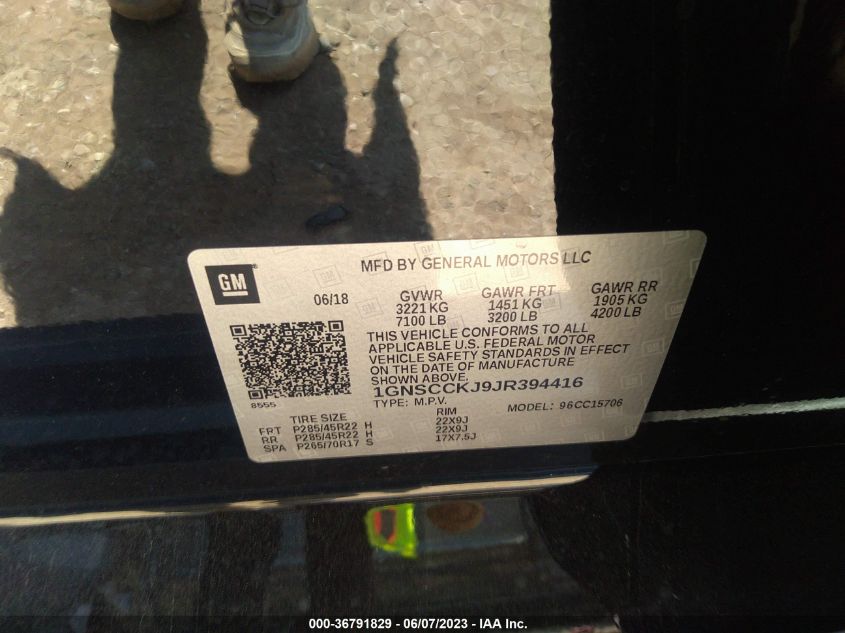 GM
MFD BY GENERAL MOTORS LLC
06/18
GVWR GAWR FRT GAWR RR
3221 KG 1451 KG 1905 KG
7100 LB 3200 LB 4200 LB
THIS VEHICLE CONFORMS TO ALL
APPLICABLE U.S. FEDERAL MOTOR
VEHICLE SAFETY STANDARDS IN EFFECT
ON THE DATE OF MANUFACTURE
SHOWN ABOVE.
1GNSCCKJ9JR394416
8555
TYPE: M.P.V. MODEL: 96CC15706
TIRE SIZE RIM
FRT P285/45R22 H 22X9J
RR P285/45R22 H 22X9J
SPA P265/70R17 S 17X7.5J
000-36791829 - 06/07/2023 - IAA Inc.